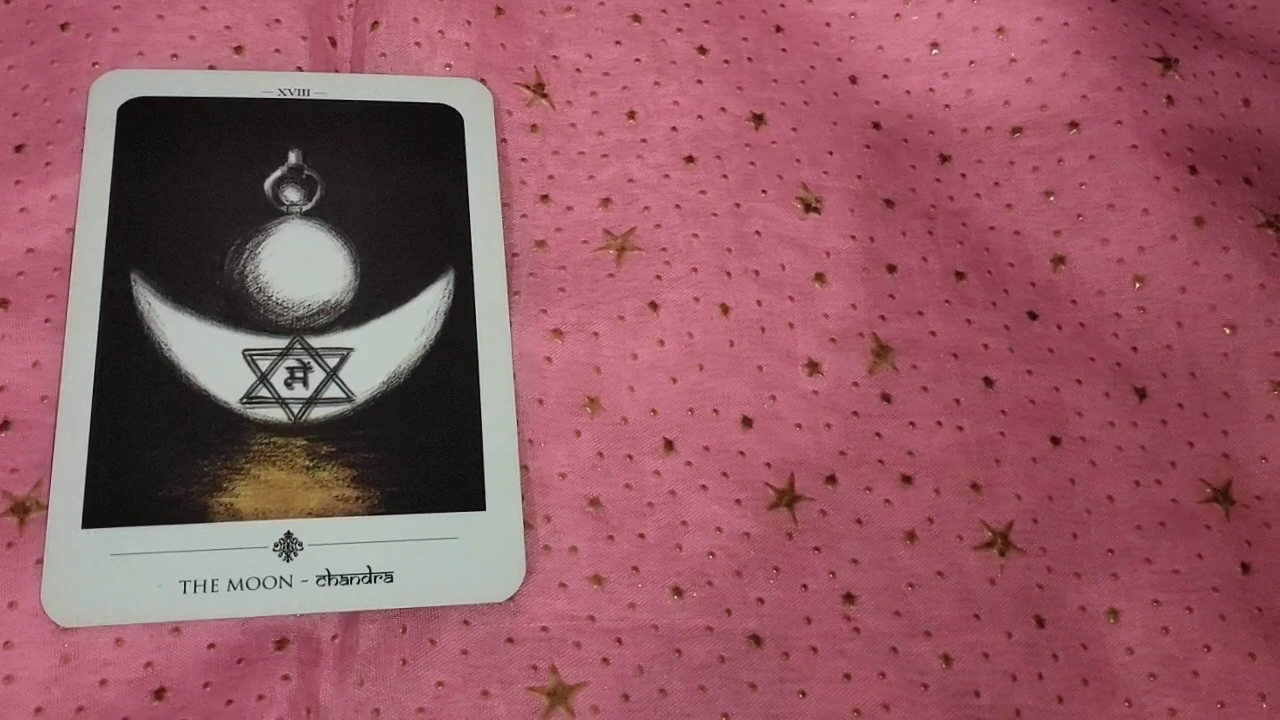 — XVIII —
में
THE MOON - chandra